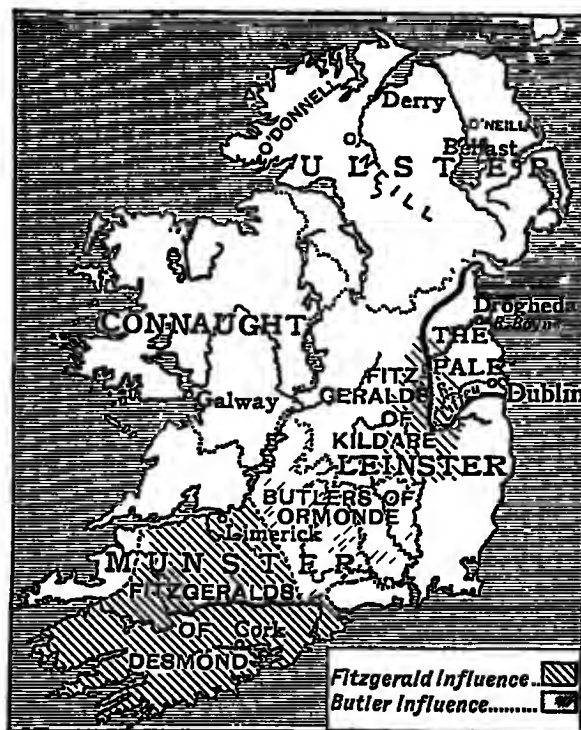 Derry
O'DONNELL
O'NEILL
Belfast
ULSTER
CONNAUGHT
Drogheda
R. Boyne
THE
PALE
Dublin
FITZ
GERALDS
OF
KILDARE
LEINSTER
Galway
BUTLERS OF
ORMONDE
Limerick
MUNSTER
FITZGERALDS
OF
Cork
DESMOND
Fitzgerald Influence...
Butler Influence.........